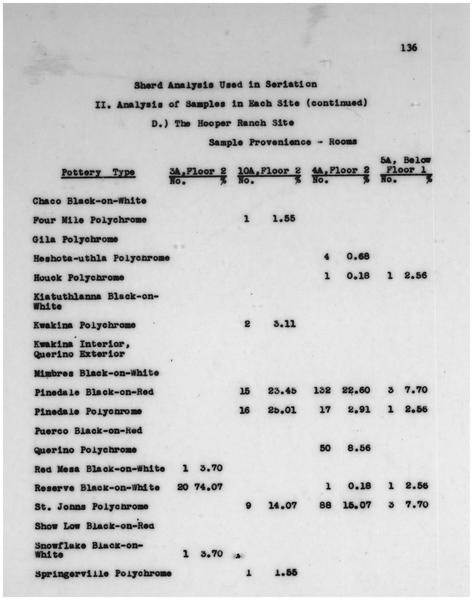 136
Sherd Analysis Used in Seriation
II. Analysis of Samples in Each Site (continued)
D.) The Hooper Ranch Site
Sample Provenience - Rooms
Pottery Type 3A,Floor 2 10A,Floor 2 4A,Floor 2 5A, Below Floor 1
No. % No. % No. % No. %
Chaco Black-on-White
Four Mile Polychrome 1 1.55
Gila Polychrome
Heshota-uthla Polychrome 4 0.68
Houck Polychrome 1 0.18 1 2.56
Kiatuthlanna Black-on-
White
Kwakina Polychrome 2 3.11
Kwakina Interior,
Querino Exterior
Mimbres Black-on-White
Pinedale Black-on-Red 15 23.45 132 22.60 3 7.70
Pinedale Polychrome 16 25.01 17 2.91 1 2.56
Puerco Black-on-Red
Querino Polychrome 50 8.56
Red Mesa Black-on-White 1 3.70
Reserve Black-on-White 20 74.07 1 0.18 1 2.56
St. Johns Polychrome 9 14.07 88 15.07 3 7.70
Show Low Black-on-Red
Snowflake Black-on-
White 1 3.70
Springerville Polychrome 1 1.55